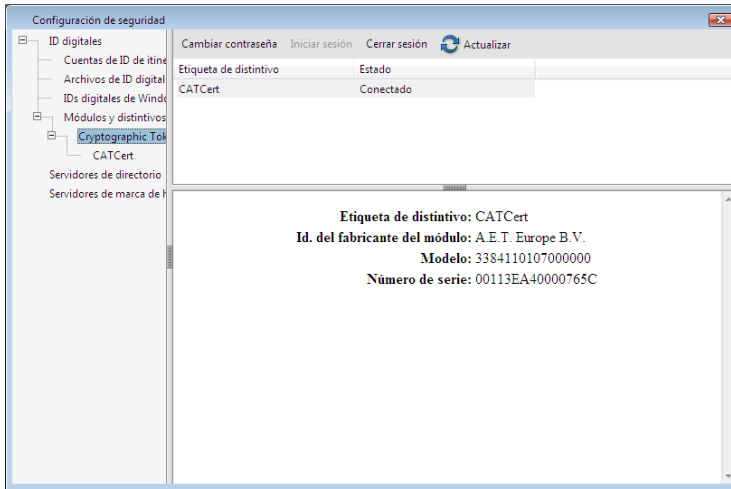 Configuración de seguridad
ID digitales
Cuentas de ID de itine
Archivos de ID digital
IDs digitales de Windo
Módulos y distintivos
Cryptographic Tok
CATCert
Servidores de directorio
Servidores de marca de h
Cambiar contraseña Iniciar sesión Cerrar sesión Actualizar
Etiqueta de distintivo Estado
CATCert Conectado
Etiqueta de distintivo: CATCert
Id. del fabricante del módulo: A.E.T. Europe B.V.
Modelo: 3384110107000000
Número de serie: 00113EA40000765C